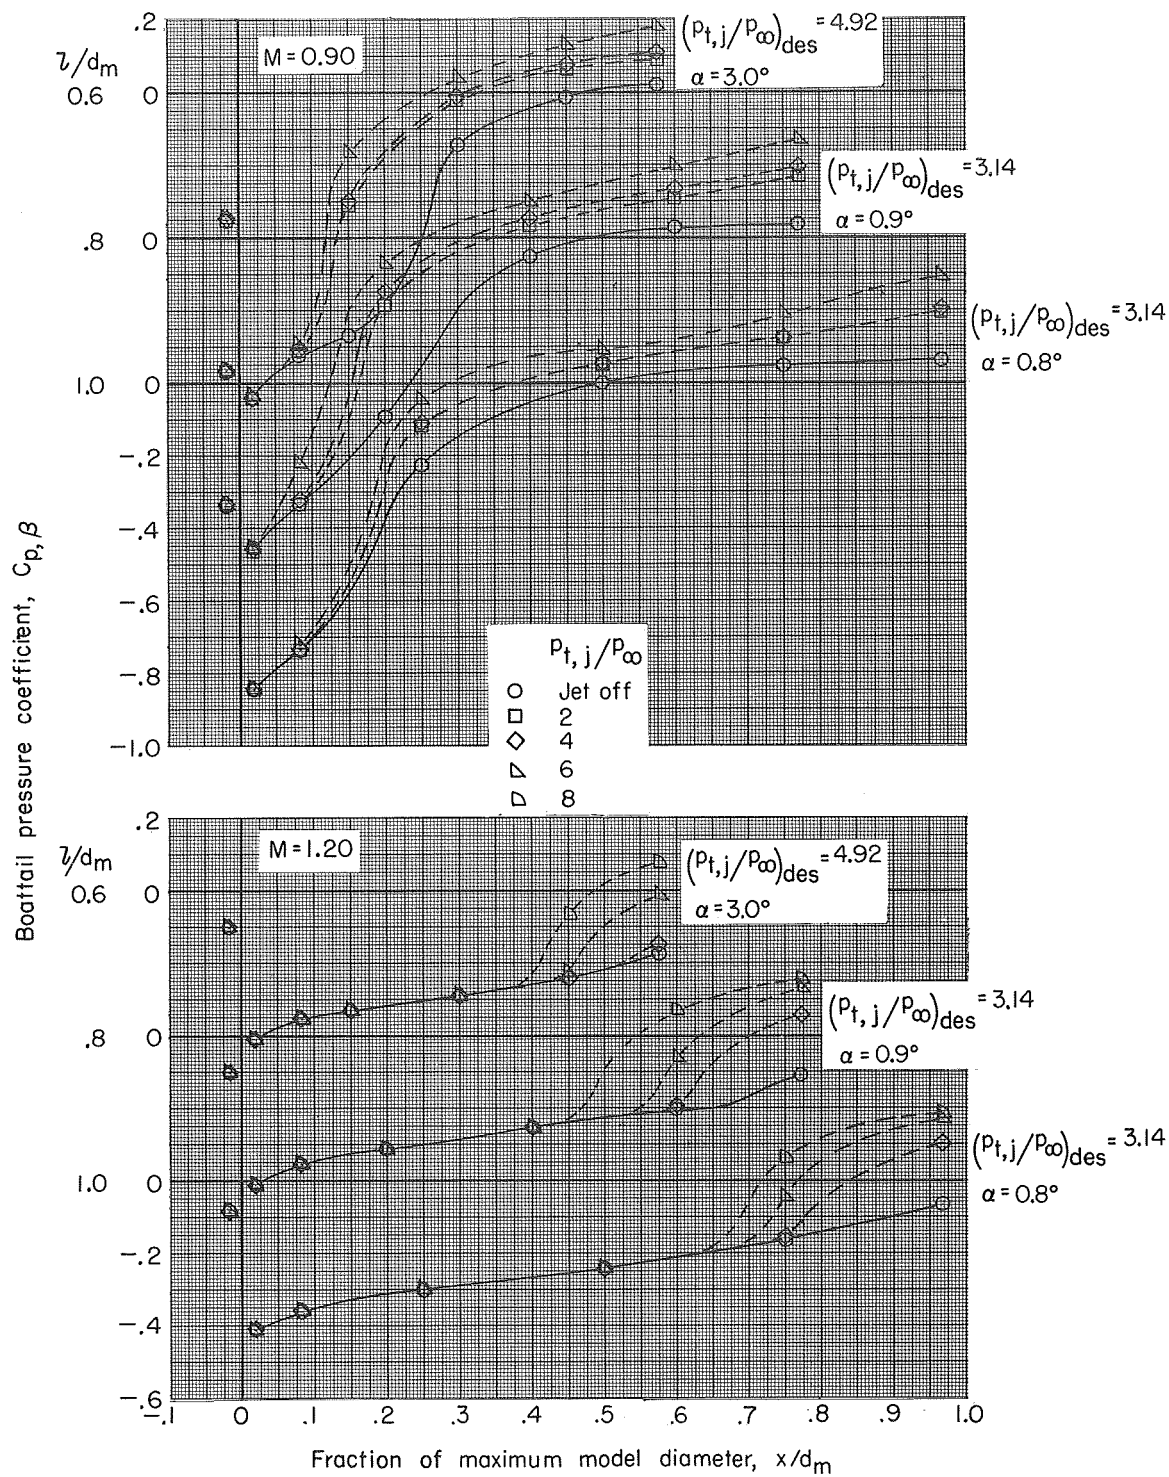 .2
M=0.90
(p_t,j/p_∞)_des =4.92
α=3.0°
l/d_m
0.6 0
(p_t,j/p_∞)_des =3.14
α=0.9°
.8 0
(p_t,j/p_∞)_des =3.14
α=0.8°
1.0 0
-.2
-.4
-.6
-.8
-1.0
Boattail pressure coefficient, C_p,β
p_t,j/p_∞
Jet off
2
4
6
8
.2
M=1.20
(p_t,j/p_∞)_des =4.92
α=3.0°
l/d_m
0.6 0
(p_t,j/p_∞)_des =3.14
α=0.9°
.8 0
(p_t,j/p_∞)_des =3.14
α=0.8°
1.0 0
-.2
-.4
-.6
-.1 0 .1 .2 .3 .4 .5 .6 .7 .8 .9 1.0
Fraction of maximum model diameter, x/d_m